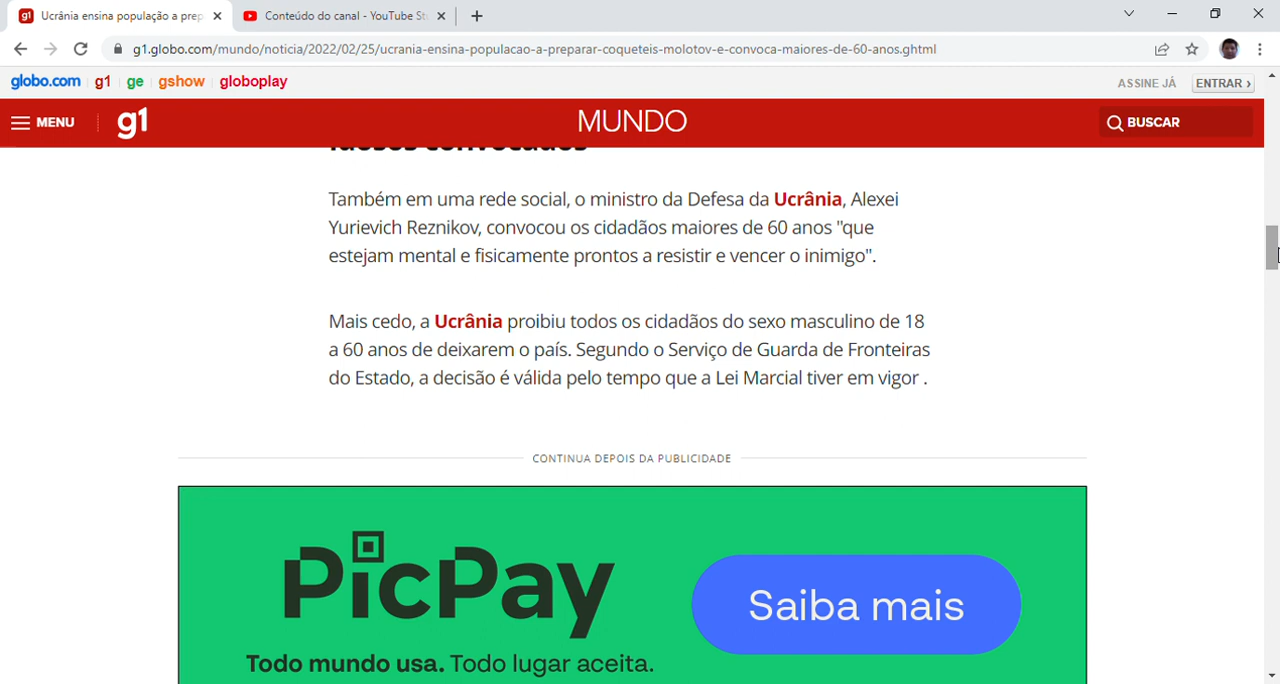 Ucrânia ensina população a prep
Conteúdo do canal - YouTube St
g1.globo.com/mundo/noticia/2022/02/25/ucrania-ensina-populacao-a-preparar-coqueteis-molotov-e-convoca-maiores-de-60-anos.ghtml
globo.com g1 ge gshow globoplay ASSINE JÁ ENTRAR ›
MENU g1 MUNDO BUSCAR
Idosos convocados
Também em uma rede social, o ministro da Defesa da Ucrânia, Alexei
Yurievich Reznikov, convocou os cidadãos maiores de 60 anos "que
estejam mental e fisicamente prontos a resistir e vencer o inimigo".
Mais cedo, a Ucrânia proibiu todos os cidadãos do sexo masculino de 18
a 60 anos de deixarem o país. Segundo o Serviço de Guarda de Fronteiras
do Estado, a decisão é válida pelo tempo que a Lei Marcial tiver em vigor .
CONTINUA DEPOIS DA PUBLICIDADE
PicPay
Saiba mais
Todo mundo usa. Todo lugar aceita.